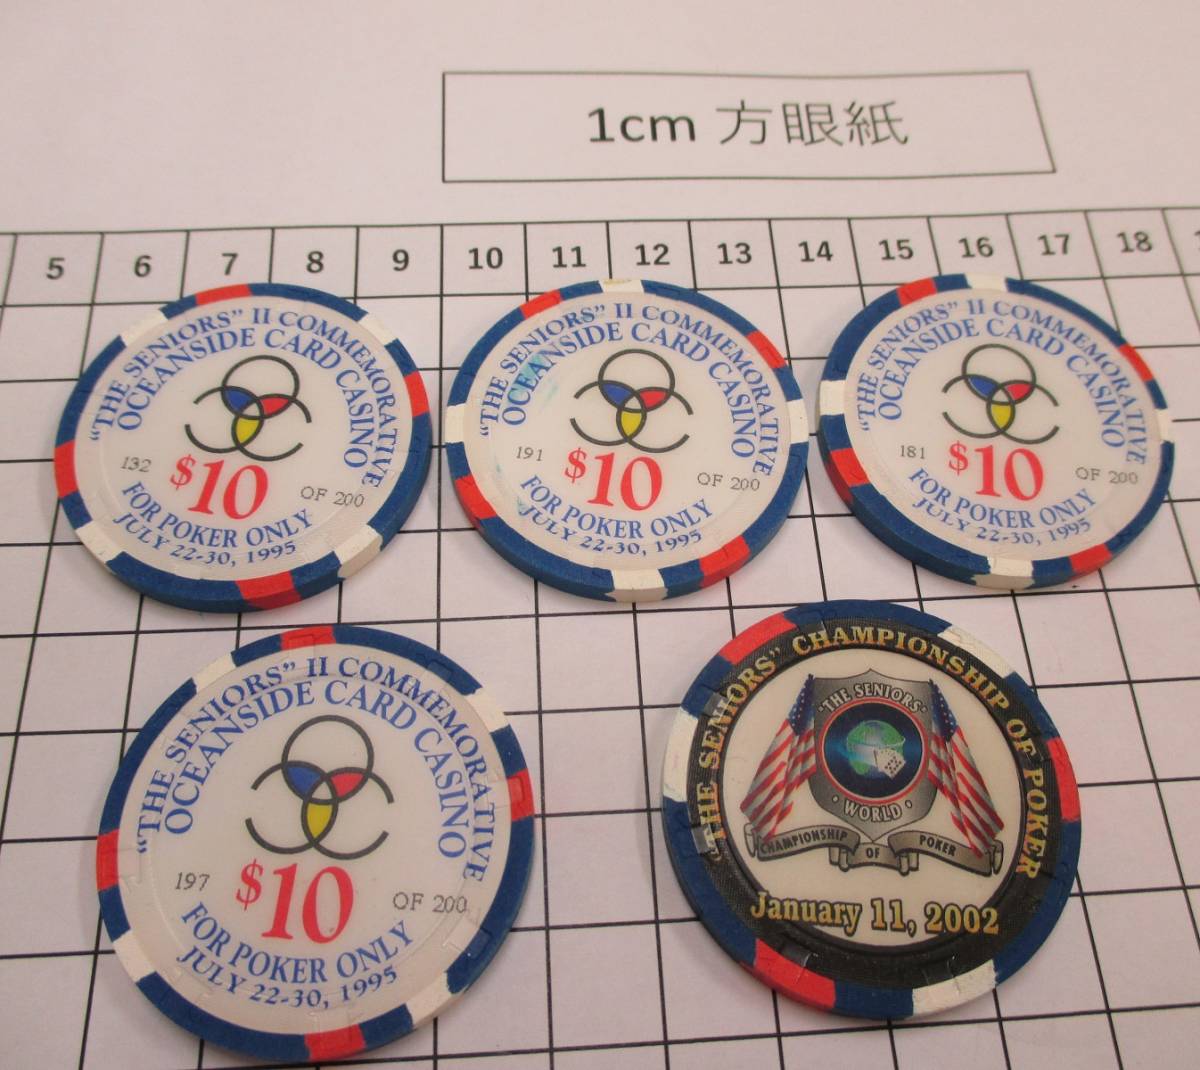 1cm 方眼紙
5 6 7 8 9 10 11 12 13 14 15 16 17 18
"THE SENIORS" II COMMEMORATIVE
OCEANSIDE CARD CASINO
132
$10
OF 200
FOR POKER ONLY
JULY 22-30, 1995
"THE SENIORS" II COMMEMORATIVE
OCEANSIDE CARD CASINO
191
$10
OF 200
FOR POKER ONLY
JULY 22-30, 1995
"THE SENIORS" II COMMEMORATIVE
OCEANSIDE CARD CASINO
181
$10
OF 200
FOR POKER ONLY
JULY 22-30, 1995
"THE SENIORS" II COMMEMORATIVE
OCEANSIDE CARD CASINO
197
$10
OF 200
FOR POKER ONLY
JULY 22-30, 1995
"THE SENIORS" CHAMPIONSHIP OF POKER
"THE SENIORS"
• WORLD •
CHAMPIONSHIP
OF
POKER
January 11, 2002